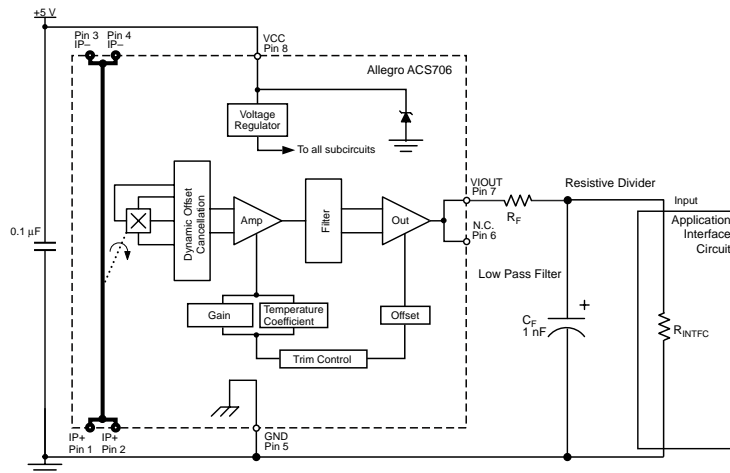 +5 V
Pin 3 Pin 4
IP– IP–
VCC
Pin 8
Allegro ACS706
Voltage
Regulator
To all subcircuits
Dynamic Offset
Cancellation
Amp
Filter
Out
VIOUT
Pin 7
N.C.
Pin 6
RF
Resistive Divider
Input
Application
Interface
Circuit
Low Pass Filter
0.1 µF
Gain
Temperature
Coefficient
Offset
Trim Control
CF
1 nF
+
RINTFC
IP+ IP+
Pin 1 Pin 2
GND
Pin 5